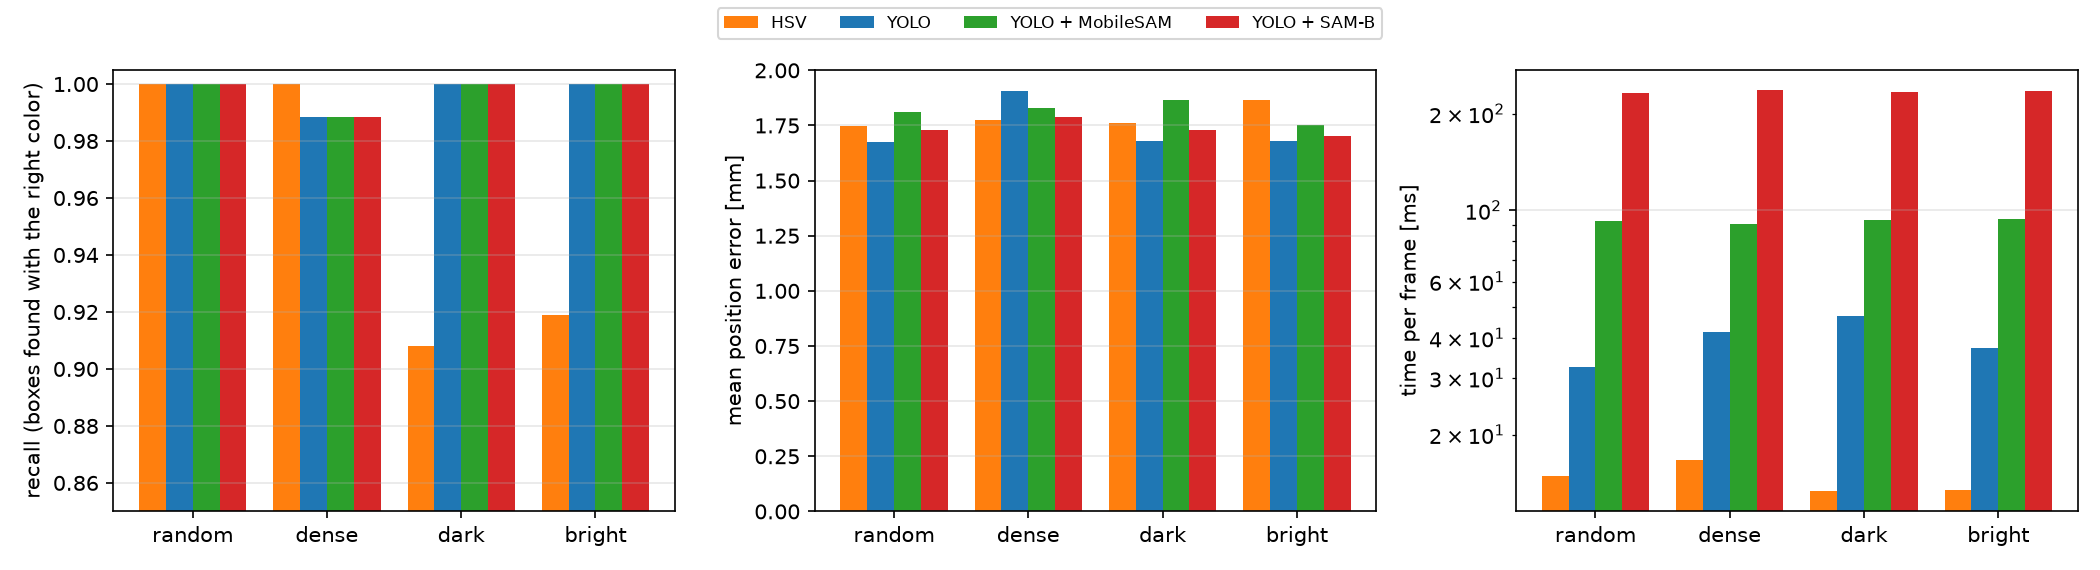 HSV YOLO YOLO + MobileSAM YOLO + SAM-B
recall (boxes found with the right color)
1.00
0.98
0.96
0.94
0.92
0.90
0.88
0.86
random dense dark bright
mean position error [mm]
2.00
1.75
1.50
1.25
1.00
0.75
0.50
0.25
0.00
random dense dark bright
time per frame [ms]
2 × 10²
10²
6 × 10¹
4 × 10¹
3 × 10¹
2 × 10¹
random dense dark bright